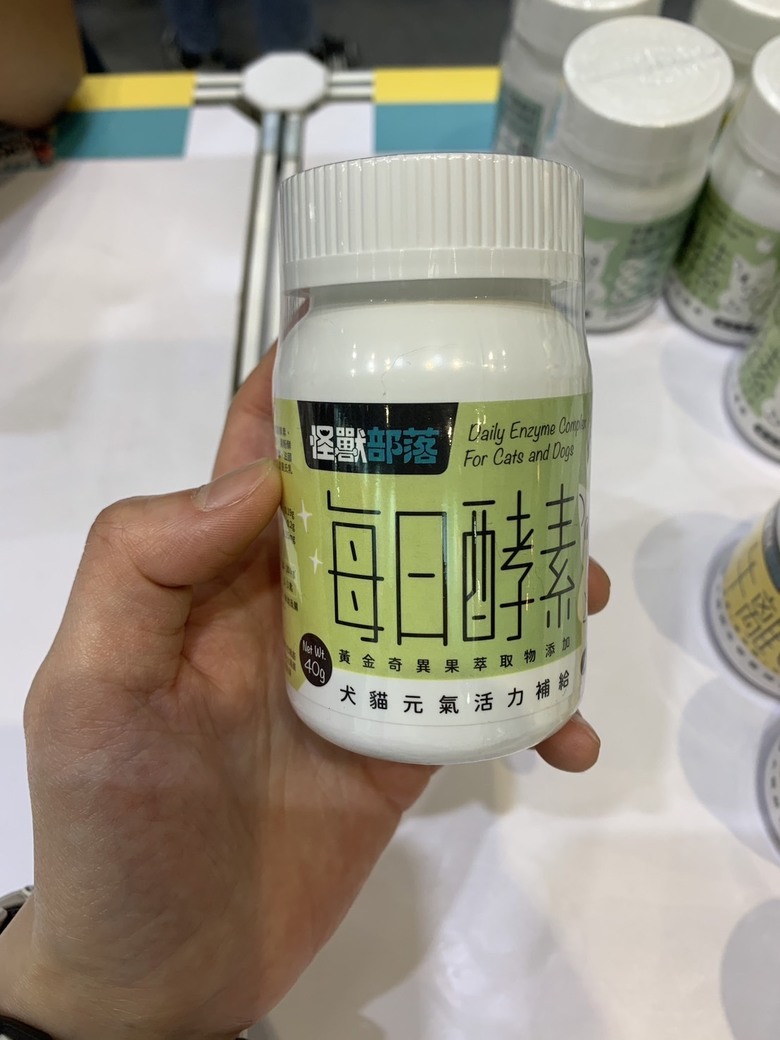 怪獸部落
Daily Enzyme
For Cats and Dogs
每日酵素
黃金奇異果萃取物添加
犬貓元氣活力補給
Net Wt.
40g